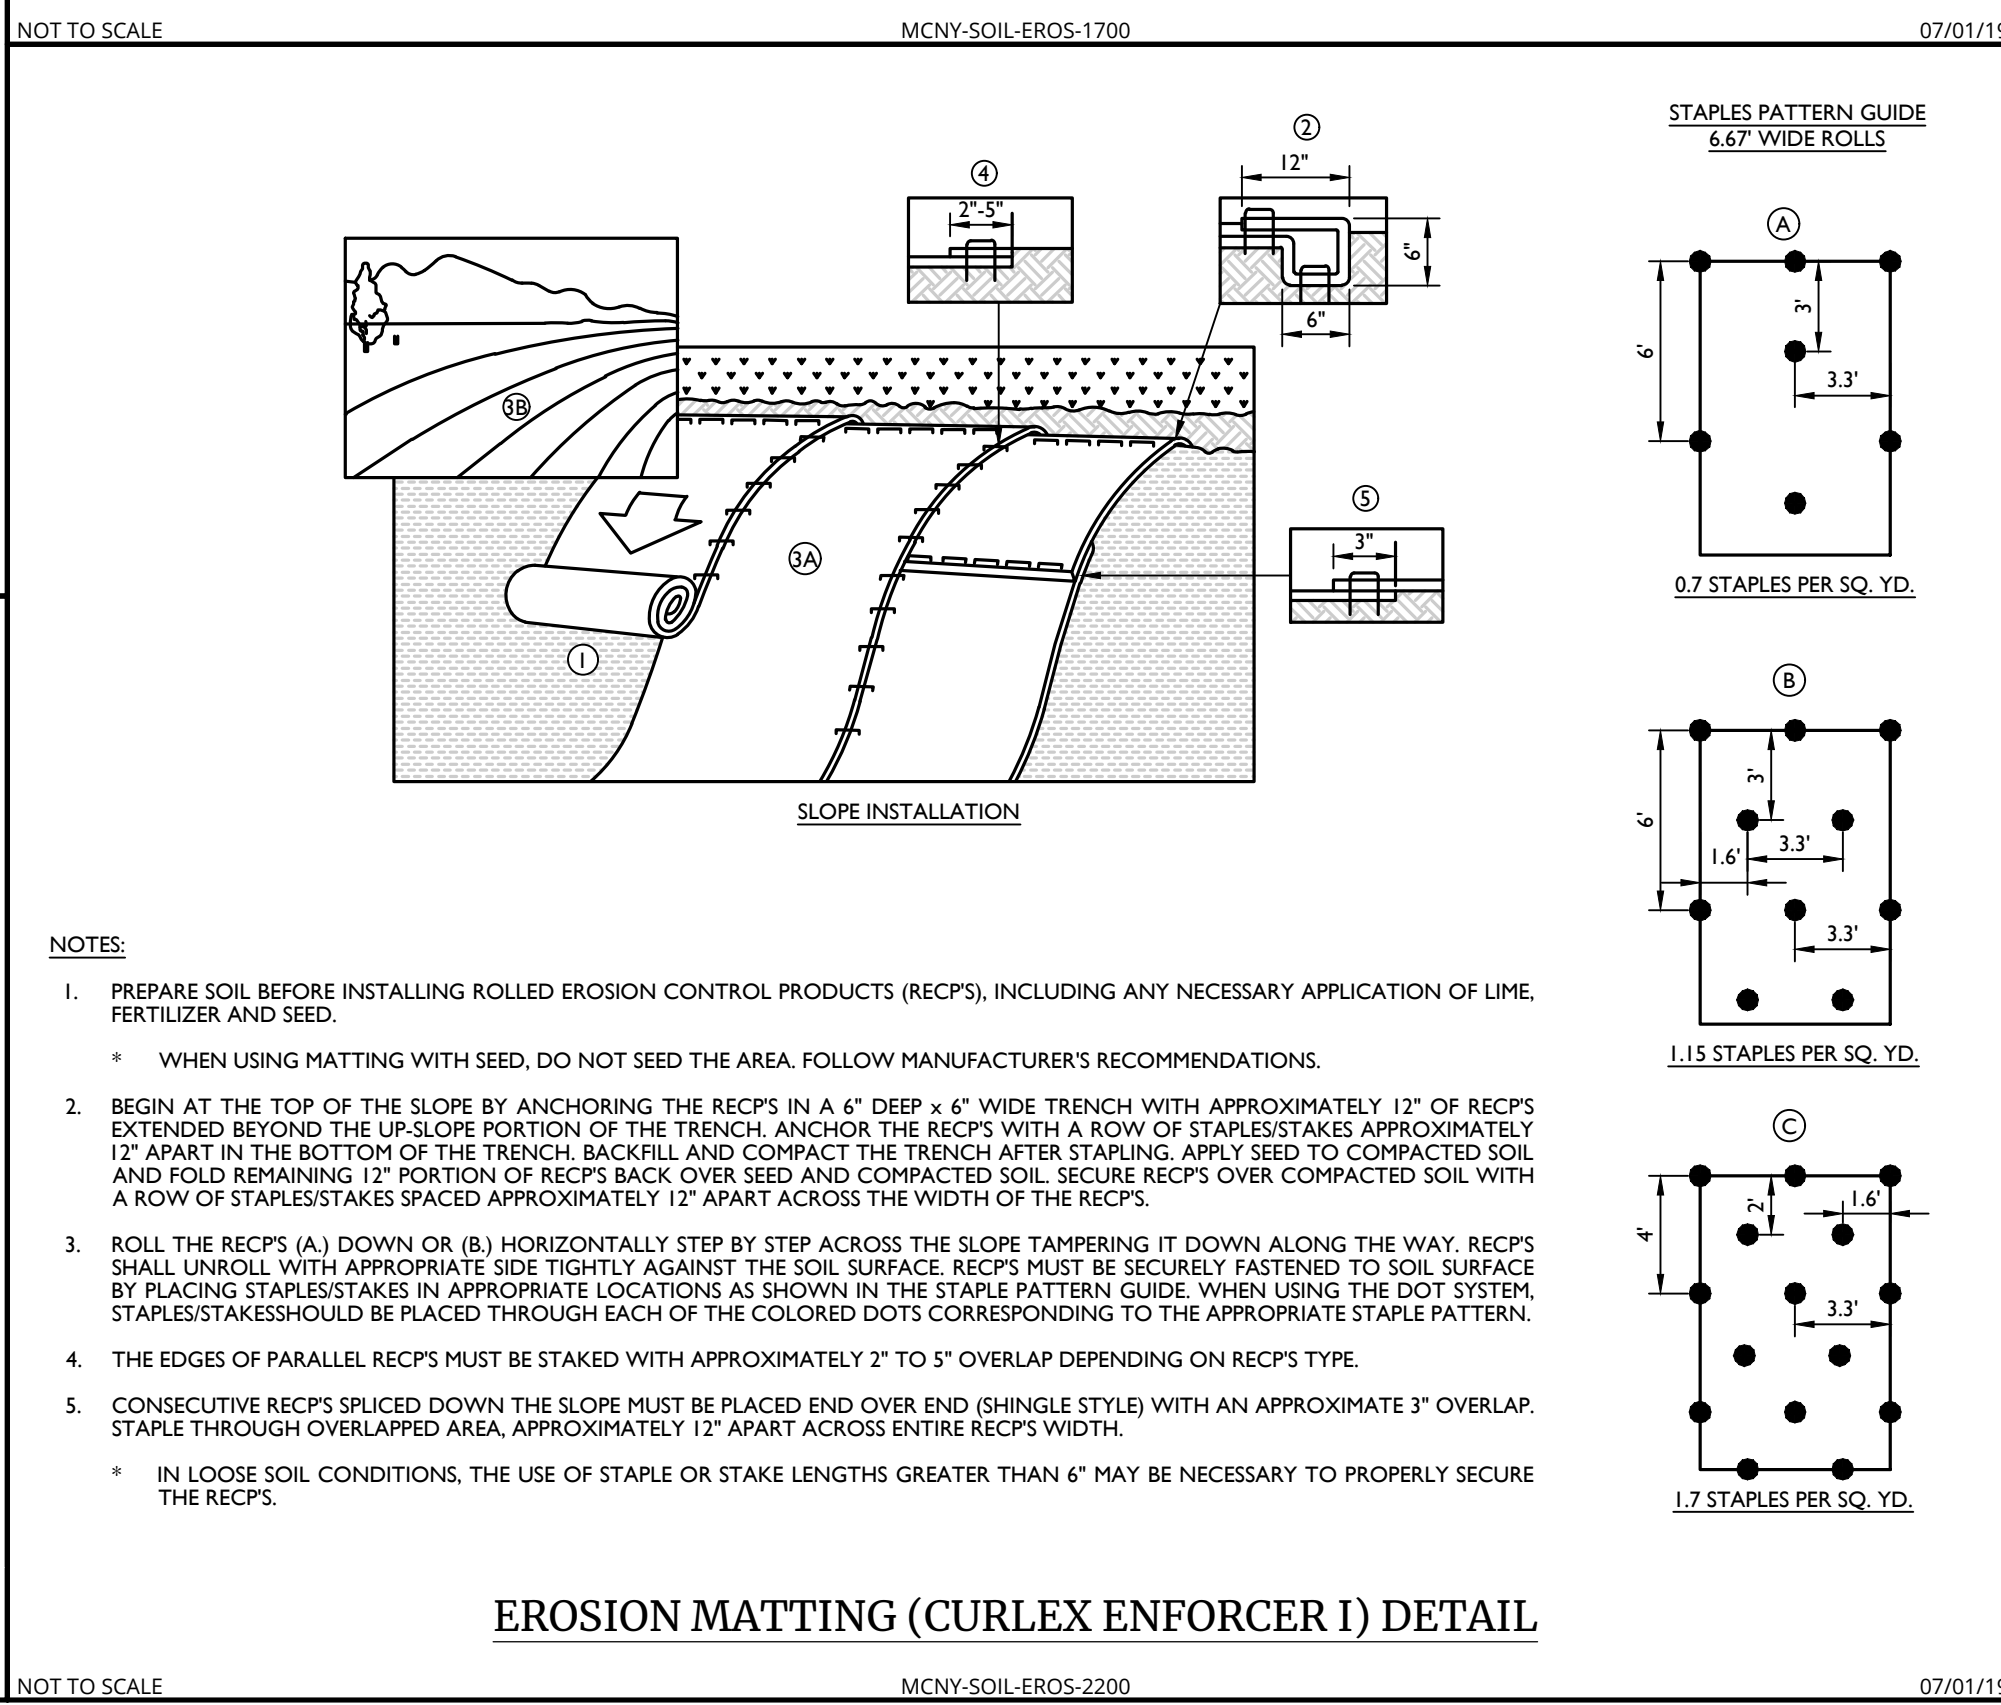 NOT TO SCALE MCNY-SOIL-EROS-1700 07/01/19
STAPLES PATTERN GUIDE
6.67' WIDE ROLLS
2
12"
6"
6"
4
2"-5"
3B
3A
1
5
3"
SLOPE INSTALLATION
A
6'
3'
3.3'
0.7 STAPLES PER SQ. YD.
B
6'
3'
1.6'
3.3'
3.3'
1.15 STAPLES PER SQ. YD.
C
4'
2'
1.6'
3.3'
1.7 STAPLES PER SQ. YD.
NOTES:
1. PREPARE SOIL BEFORE INSTALLING ROLLED EROSION CONTROL PRODUCTS (RECP'S), INCLUDING ANY NECESSARY APPLICATION OF LIME,
FERTILIZER AND SEED.
* WHEN USING MATTING WITH SEED, DO NOT SEED THE AREA. FOLLOW MANUFACTURER'S RECOMMENDATIONS.
2. BEGIN AT THE TOP OF THE SLOPE BY ANCHORING THE RECP'S IN A 6" DEEP x 6" WIDE TRENCH WITH APPROXIMATELY 12" OF RECP'S
EXTENDED BEYOND THE UP-SLOPE PORTION OF THE TRENCH. ANCHOR THE RECP'S WITH A ROW OF STAPLES/STAKES APPROXIMATELY
12" APART IN THE BOTTOM OF THE TRENCH. BACKFILL AND COMPACT THE TRENCH AFTER STAPLING. APPLY SEED TO COMPACTED SOIL
AND FOLD REMAINING 12" PORTION OF RECP'S BACK OVER SEED AND COMPACTED SOIL. SECURE RECP'S OVER COMPACTED SOIL WITH
A ROW OF STAPLES/STAKES SPACED APPROXIMATELY 12" APART ACROSS THE WIDTH OF THE RECP'S.
3. ROLL THE RECP'S (A.) DOWN OR (B.) HORIZONTALLY STEP BY STEP ACROSS THE SLOPE TAMPERING IT DOWN ALONG THE WAY. RECP'S
SHALL UNROLL WITH APPROPRIATE SIDE TIGHTLY AGAINST THE SOIL SURFACE. RECP'S MUST BE SECURELY FASTENED TO SOIL SURFACE
BY PLACING STAPLES/STAKES IN APPROPRIATE LOCATIONS AS SHOWN IN THE STAPLE PATTERN GUIDE. WHEN USING THE DOT SYSTEM,
STAPLES/STAKESSHOULD BE PLACED THROUGH EACH OF THE COLORED DOTS CORRESPONDING TO THE APPROPRIATE STAPLE PATTERN.
4. THE EDGES OF PARALLEL RECP'S MUST BE STAKED WITH APPROXIMATELY 2" TO 5" OVERLAP DEPENDING ON RECP'S TYPE.
5. CONSECUTIVE RECP'S SPLICED DOWN THE SLOPE MUST BE PLACED END OVER END (SHINGLE STYLE) WITH AN APPROXIMATE 3" OVERLAP.
STAPLE THROUGH OVERLAPPED AREA, APPROXIMATELY 12" APART ACROSS ENTIRE RECP'S WIDTH.
* IN LOOSE SOIL CONDITIONS, THE USE OF STAPLE OR STAKE LENGTHS GREATER THAN 6" MAY BE NECESSARY TO PROPERLY SECURE
THE RECP'S.
EROSION MATTING (CURLEX ENFORCER I) DETAIL
NOT TO SCALE MCNY-SOIL-EROS-2200 07/01/19